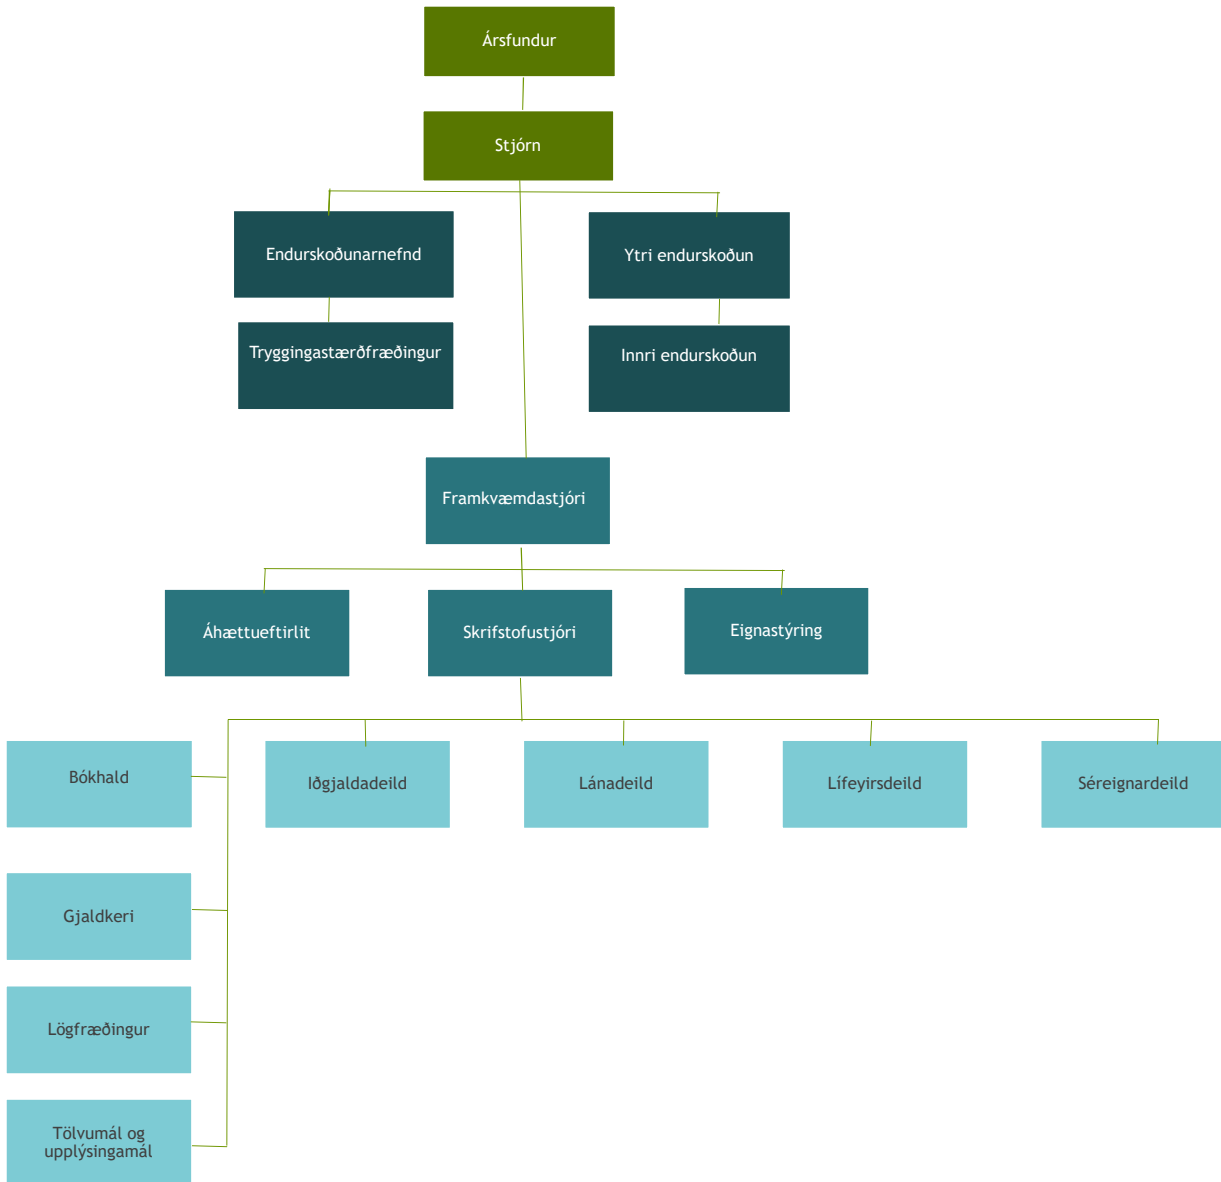 Ársfundur
Stjórn
Endurskoðunarnefnd
Ytri endurskoðun
Tryggingastærðfræðingur
Innri endurskoðun
Framkvæmdastjóri
Áhættueftirlit
Skrifstofustjóri
Eignastýring
Bókhald
Iðgjaldadeild
Lánadeild
Lífeyirsdeild
Séreignardeild
Gjaldkeri
Lögfræðingur
Tölvumál og
upplýsingamál